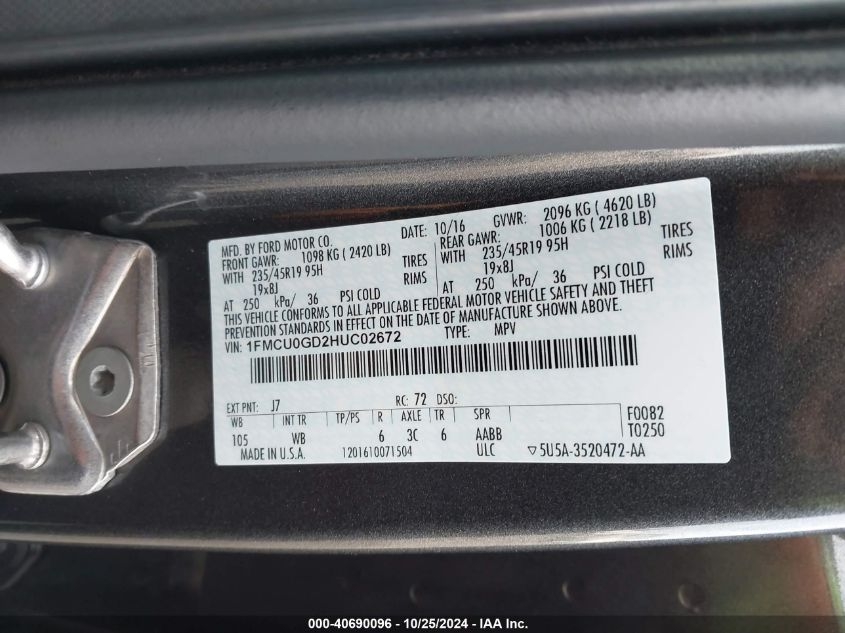 MFD. BY FORD MOTOR CO. DATE: 10/16 GVWR: 2096 KG ( 4620 LB)
FRONT GAWR: 1098 KG ( 2420 LB) REAR GAWR: 1006 KG ( 2218 LB)
WITH 235/45R19 95H TIRES WITH 235/45R19 95H TIRES
19x8J RIMS 19x8J RIMS
AT 250 kPa/ 36 PSI COLD AT 250 kPa/ 36 PSI COLD
THIS VEHICLE CONFORMS TO ALL APPLICABLE FEDERAL MOTOR VEHICLE SAFETY AND THEFT
PREVENTION STANDARDS IN EFFECT ON THE DATE OF MANUFACTURE SHOWN ABOVE.
VIN: 1FMCU0GD2HUC02672 TYPE: MPV
EXT PNT: J7 RC: 72 DSO:
WB INT TR TP/PS R AXLE TR SPR F0082
105 WB 6 3C 6 AABB T0250
MADE IN U.S.A. 1201610071504 ULC ▽5U5A-3520472-AA
000-40690096 - 10/25/2024 - IAA Inc.